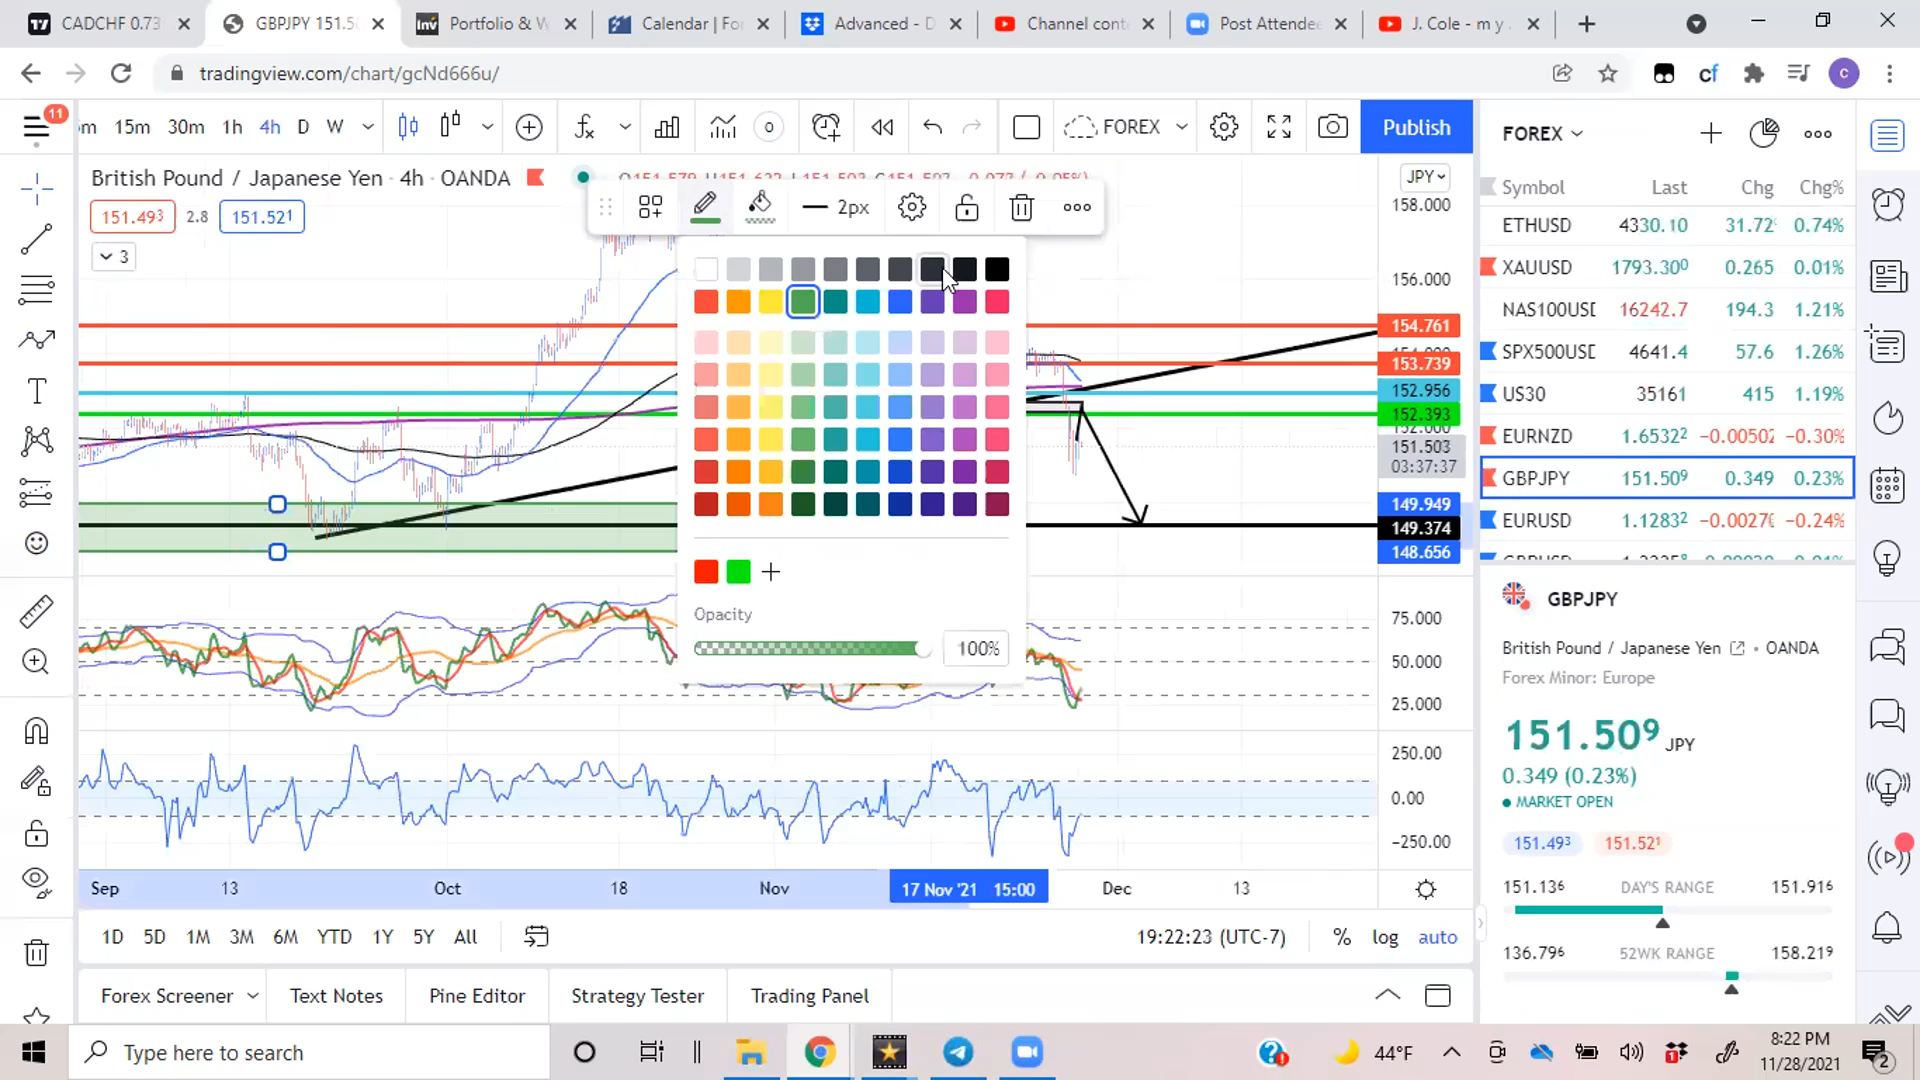 CADCHF 0.73
GBPJPY 151.5
Portfolio & W
Calendar | Fo
Advanced - D
Channel cont
Post Attende
J. Cole - m y
tradingview.com/chart/gcNd666u/
cf
c
11
m 15m 30m 1h 4h D W
FOREX
Publish
British Pound / Japanese Yen · 4h · OANDA
151.49³ 2.8 151.52¹
3
2px
JPY
158.000
156.000
154.761
153.739
152.956
152.393
152.000
151.503
03:37:37
149.949
149.374
148.656
Opacity
100%
75.000
50.000
25.000
250.00
0.00
−250.00
Sep 13 Oct 18 Nov 17 Nov '21 15:00 Dec 13
1D 5D 1M 3M 6M YTD 1Y 5Y All
19:22:23 (UTC-7) % log auto
Forex Screener Text Notes Pine Editor Strategy Tester Trading Panel
FOREX
Symbol Last Chg Chg%
ETHUSD 4330.10 31.72 0.74%
XAUUSD 1793.30⁰ 0.265 0.01%
NAS100USD 16242.7 194.3 1.21%
SPX500USD 4641.4 57.6 1.26%
US30 35161 415 1.19%
EURNZD 1.6532² −0.00502 −0.30%
GBPJPY 151.50⁹ 0.349 0.23%
EURUSD 1.1283² −0.0027 −0.24%
GBPJPY
British Pound / Japanese Yen • OANDA
Forex Minor: Europe
151.50⁹ JPY
0.349 (0.23%)
MARKET OPEN
151.49³ 151.52¹
151.13⁶ DAY'S RANGE 151.91⁶
136.79⁶ 52WK RANGE 158.21⁹
Type here to search
44°F
8:22 PM
11/28/2021
2